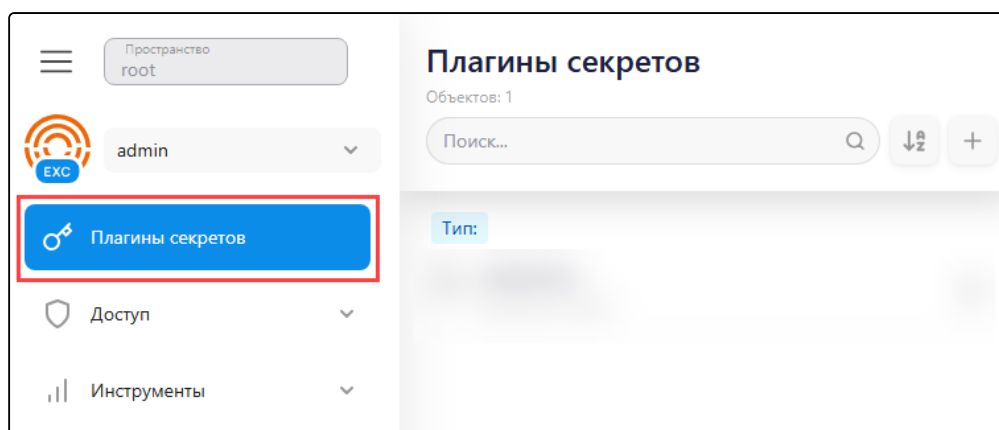 Пространство
root
admin
EXC
Плагины секретов
Доступ
Инструменты
Плагины секретов
Объектов: 1
Поиск...
Тип: